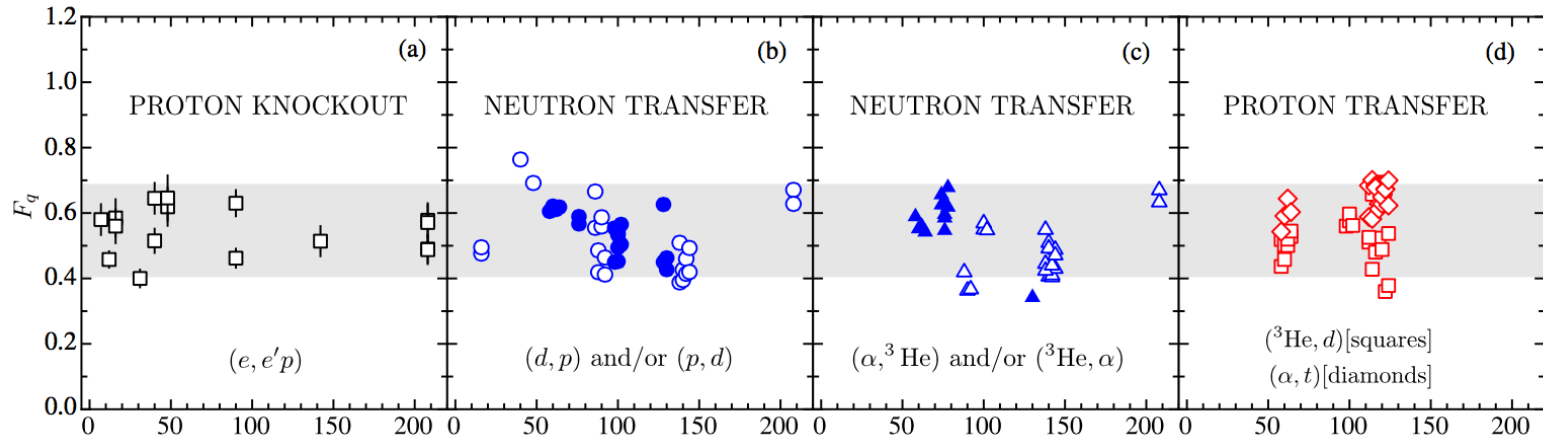 1.2
1.0
0.8
0.6
0.4
0.2
0.0
F_q
(a)
PROTON KNOCKOUT
(e, e′p)
0 50 100 150 200
(b)
NEUTRON TRANSFER
(d, p) and/or (p, d)
0 50 100 150 200
(c)
NEUTRON TRANSFER
(α,³ He) and/or (³He, α)
0 50 100 150 200
(d)
PROTON TRANSFER
(³He, d)[squares]
(α, t)[diamonds]
0 50 100 150 200